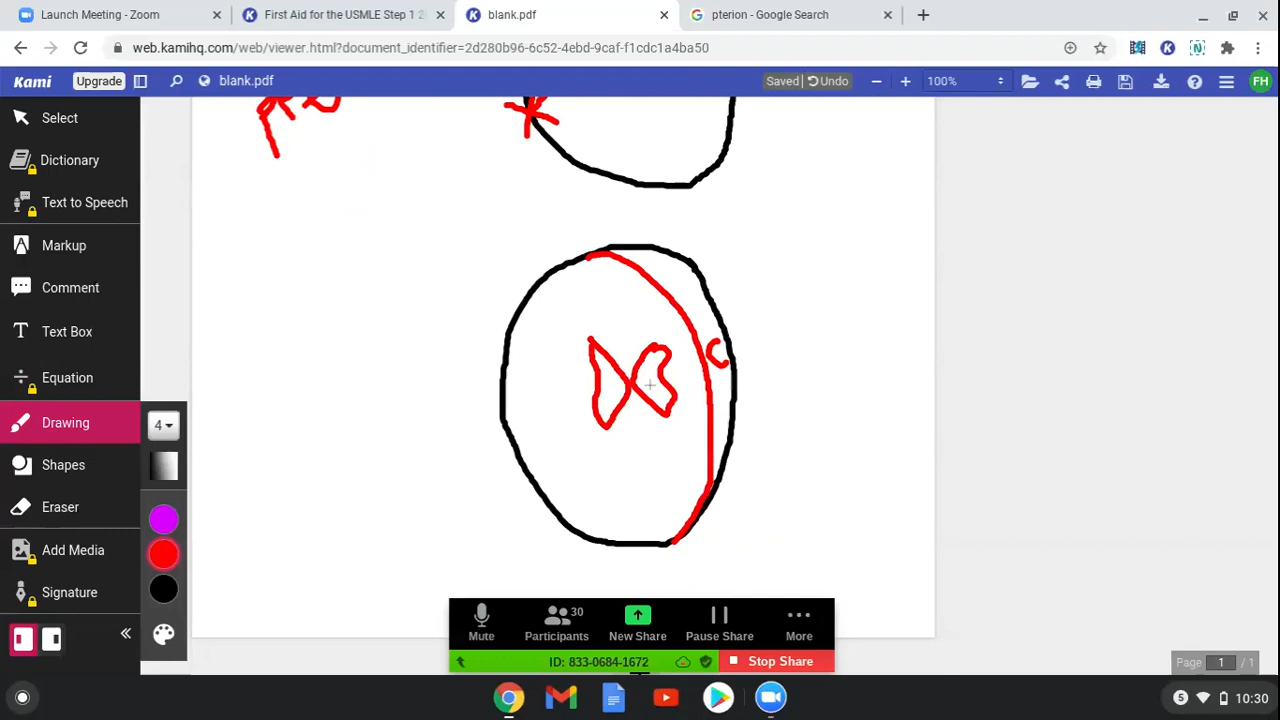 Launch Meeting - Zoom
First Aid for the USMLE Step 1 2
blank.pdf
pterion - Google Search
web.kamihq.com/web/viewer.html?document_identifier=2d280b96-6c52-4ebd-9caf-f1cdc1a4ba50
Kami Upgrade blank.pdf Saved Undo 100% FH
Select
Dictionary
Text to Speech
Markup
Comment
Text Box
Equation
Drawing
4
Shapes
Eraser
Add Media
Signature
C
30
Mute Participants New Share Pause Share More
ID: 833-0684-1672 Stop Share
Page 1 / 1
5 10:30